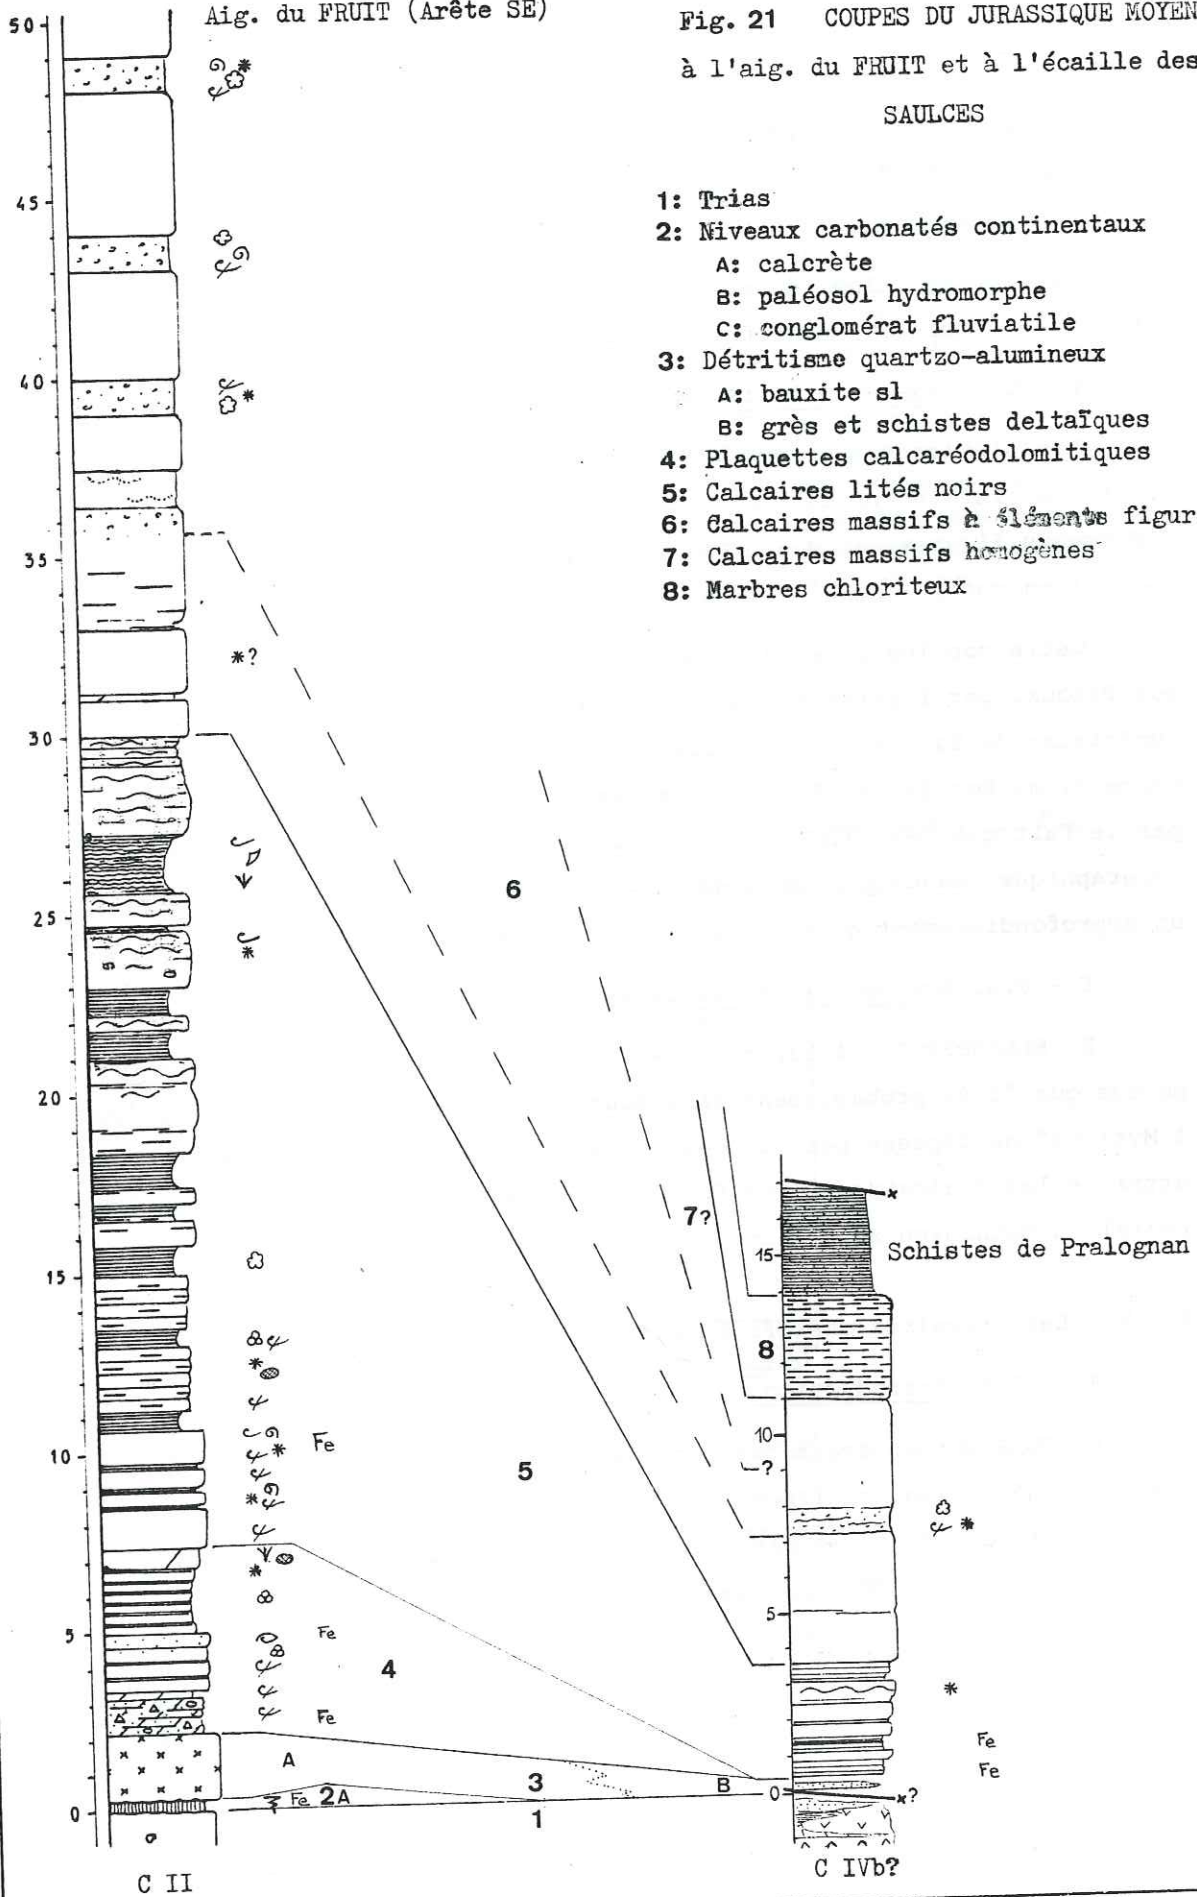 Aig. du FRUIT (Arête SE)
Fig. 21 COUPES DU JURASSIQUE MOYEN
à l'aig. du FRUIT et à l'écaille des
SAULCES
1: Trias
2: Niveaux carbonatés continentaux
A: calcrète
B: paléosol hydromorphe
C: conglomérat fluviatile
3: Détritisme quartzo-alumineux
A: bauxite sl
B: grès et schistes deltaïques
4: Plaquettes calcaréodolomitiques
5: Calcaires lités noirs
6: Calcaires massifs à éléments figur
7: Calcaires massifs homogènes
8: Marbres chloriteux
50
45
40
35
*?
30
25
20
15
10
5
0
6
5
4
3
2A
1
A
B
Fe
Fe
Fe
Fe
7?
8
Schistes de Pralognan
15
10
?
5
0
Fe
Fe
x
x?
C II
C IVb?